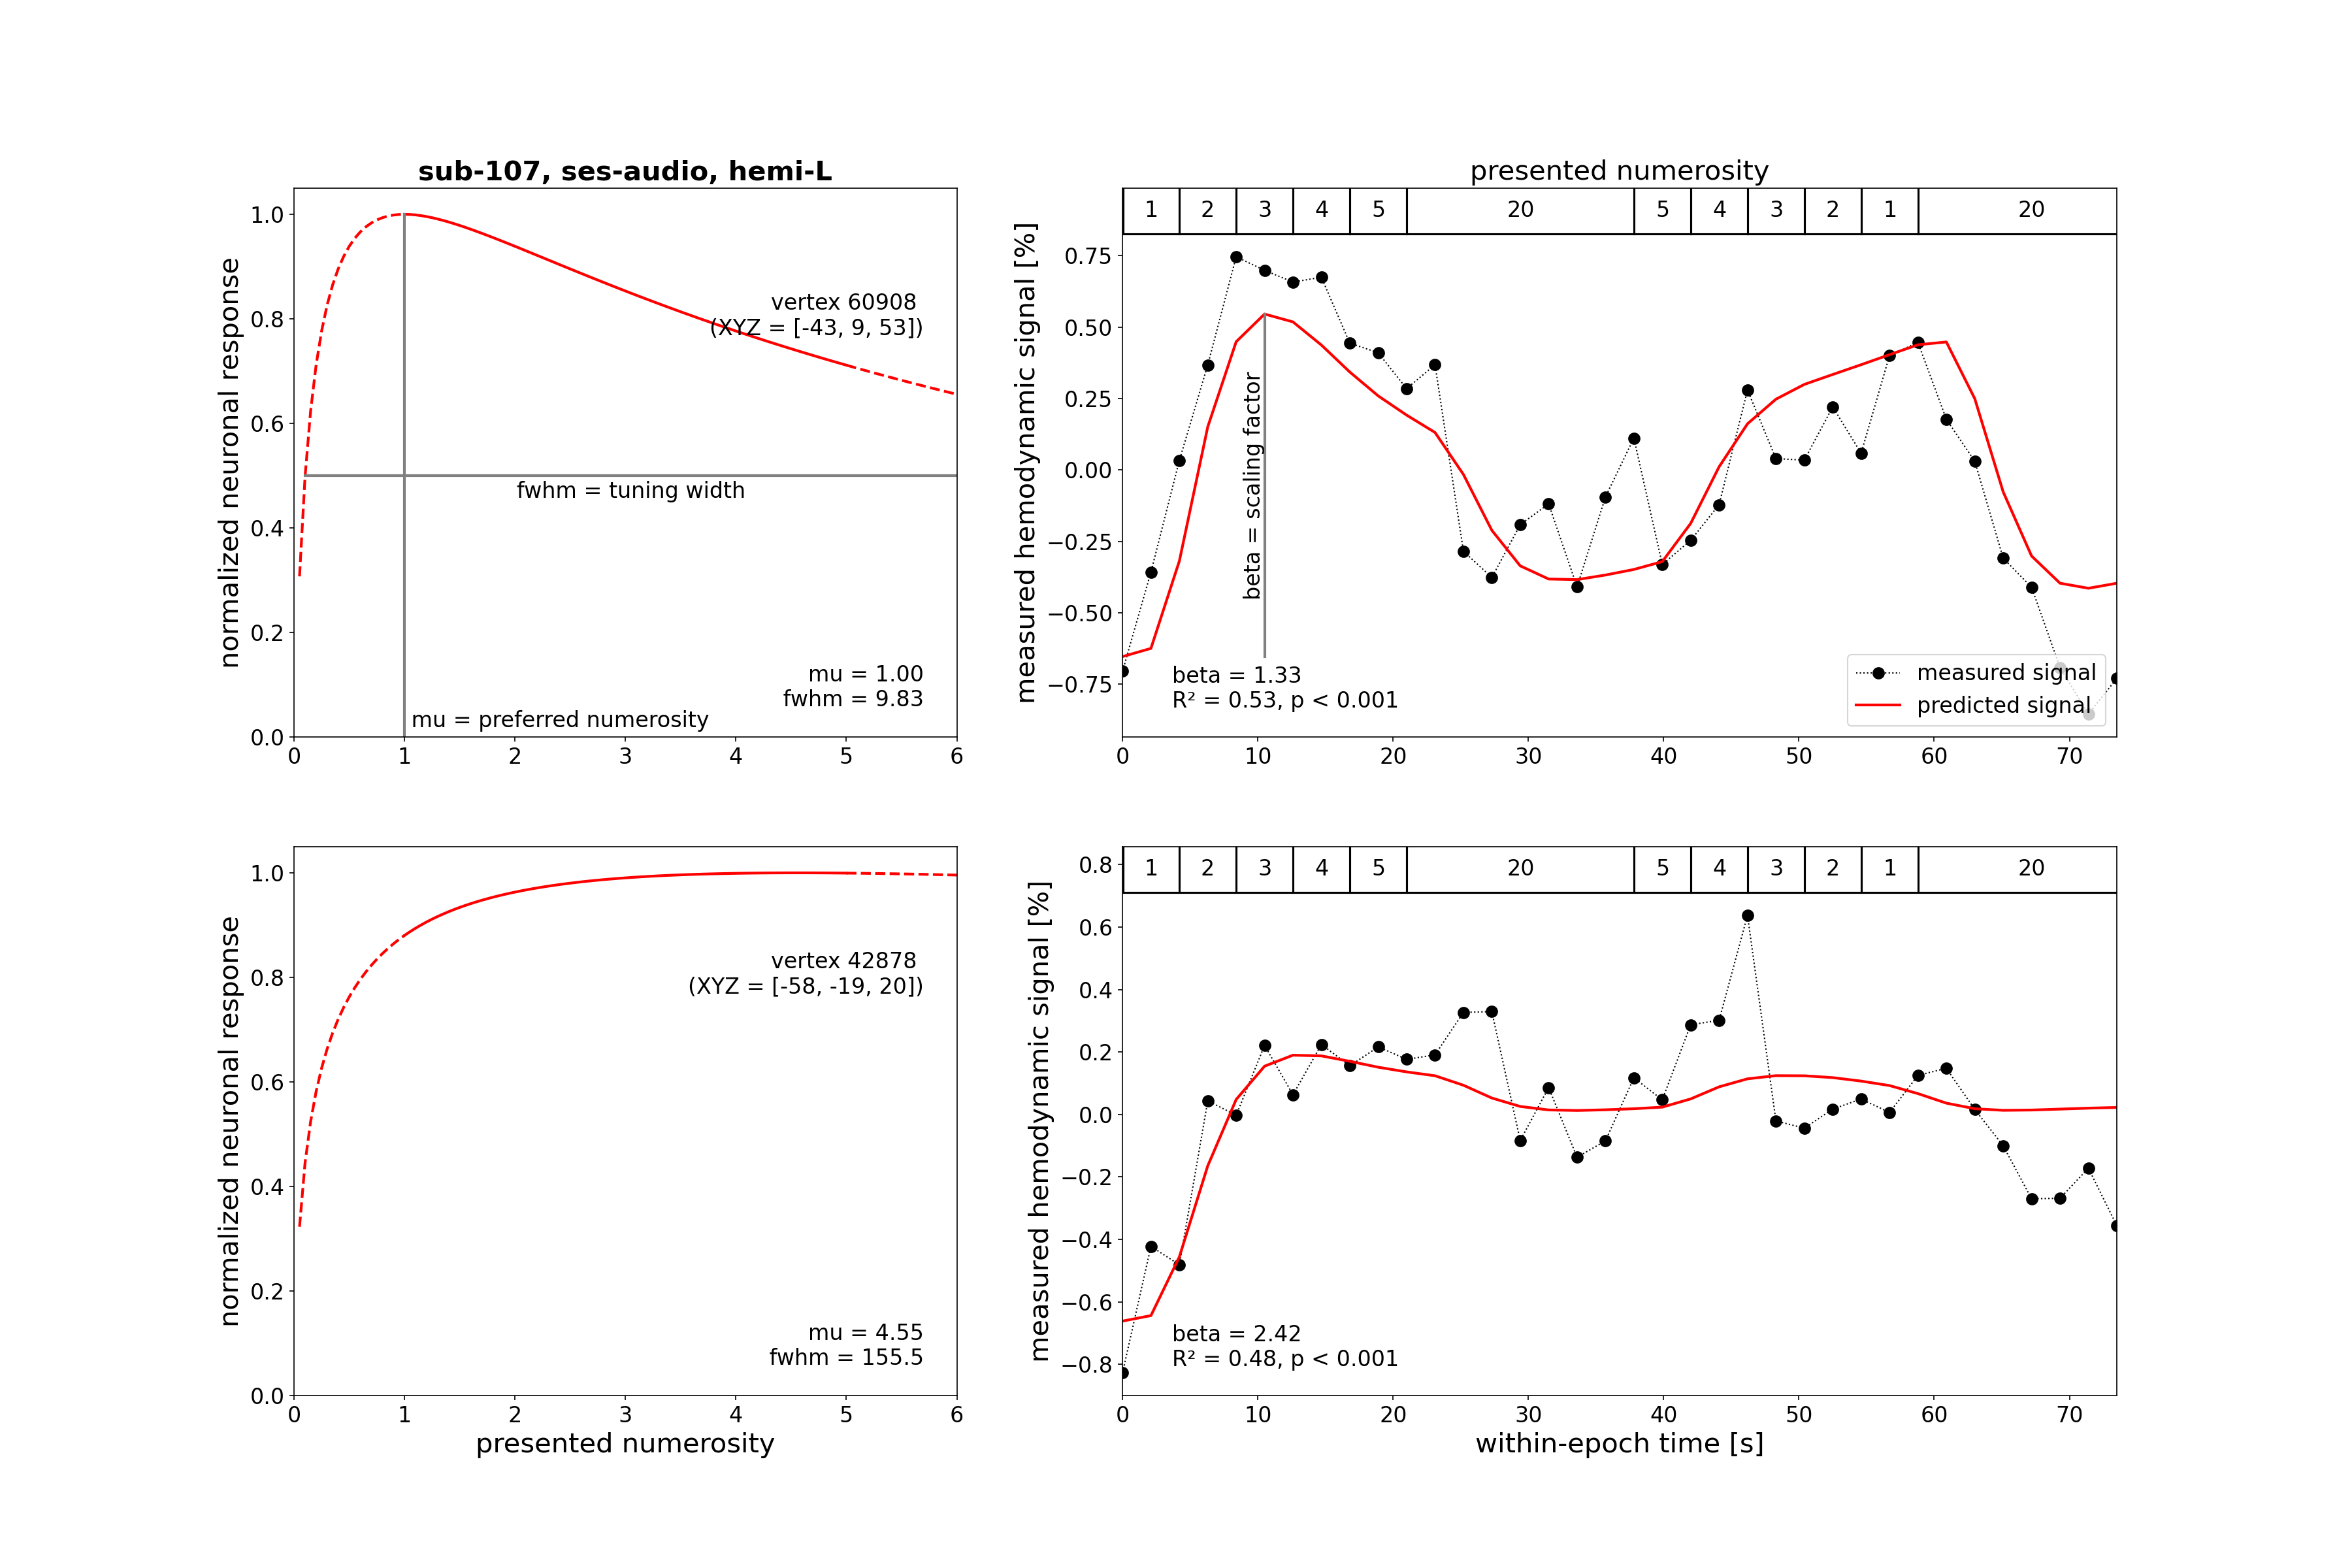 sub-107, ses-audio, hemi-L
normalized neuronal response
1.0
0.8
0.6
0.4
0.2
0.0
vertex 60908
(XYZ = [-43, 9, 53])
fwhm = tuning width
mu = 1.00
fwhm = 9.83
mu = preferred numerosity
0 1 2 3 4 5 6
presented numerosity
1 2 3 4 5 20 5 4 3 2 1 20
measured hemodynamic signal [%]
0.75
0.50
0.25
0.00
−0.25
−0.50
−0.75
beta = scaling factor
beta = 1.33
R² = 0.53, p < 0.001
measured signal
predicted signal
0 10 20 30 40 50 60 70
normalized neuronal response
1.0
0.8
0.6
0.4
0.2
0.0
vertex 42878
(XYZ = [-58, -19, 20])
mu = 4.55
fwhm = 155.5
0 1 2 3 4 5 6
presented numerosity
1 2 3 4 5 20 5 4 3 2 1 20
measured hemodynamic signal [%]
0.8
0.6
0.4
0.2
0.0
−0.2
−0.4
−0.6
−0.8
beta = 2.42
R² = 0.48, p < 0.001
0 10 20 30 40 50 60 70
within-epoch time [s]